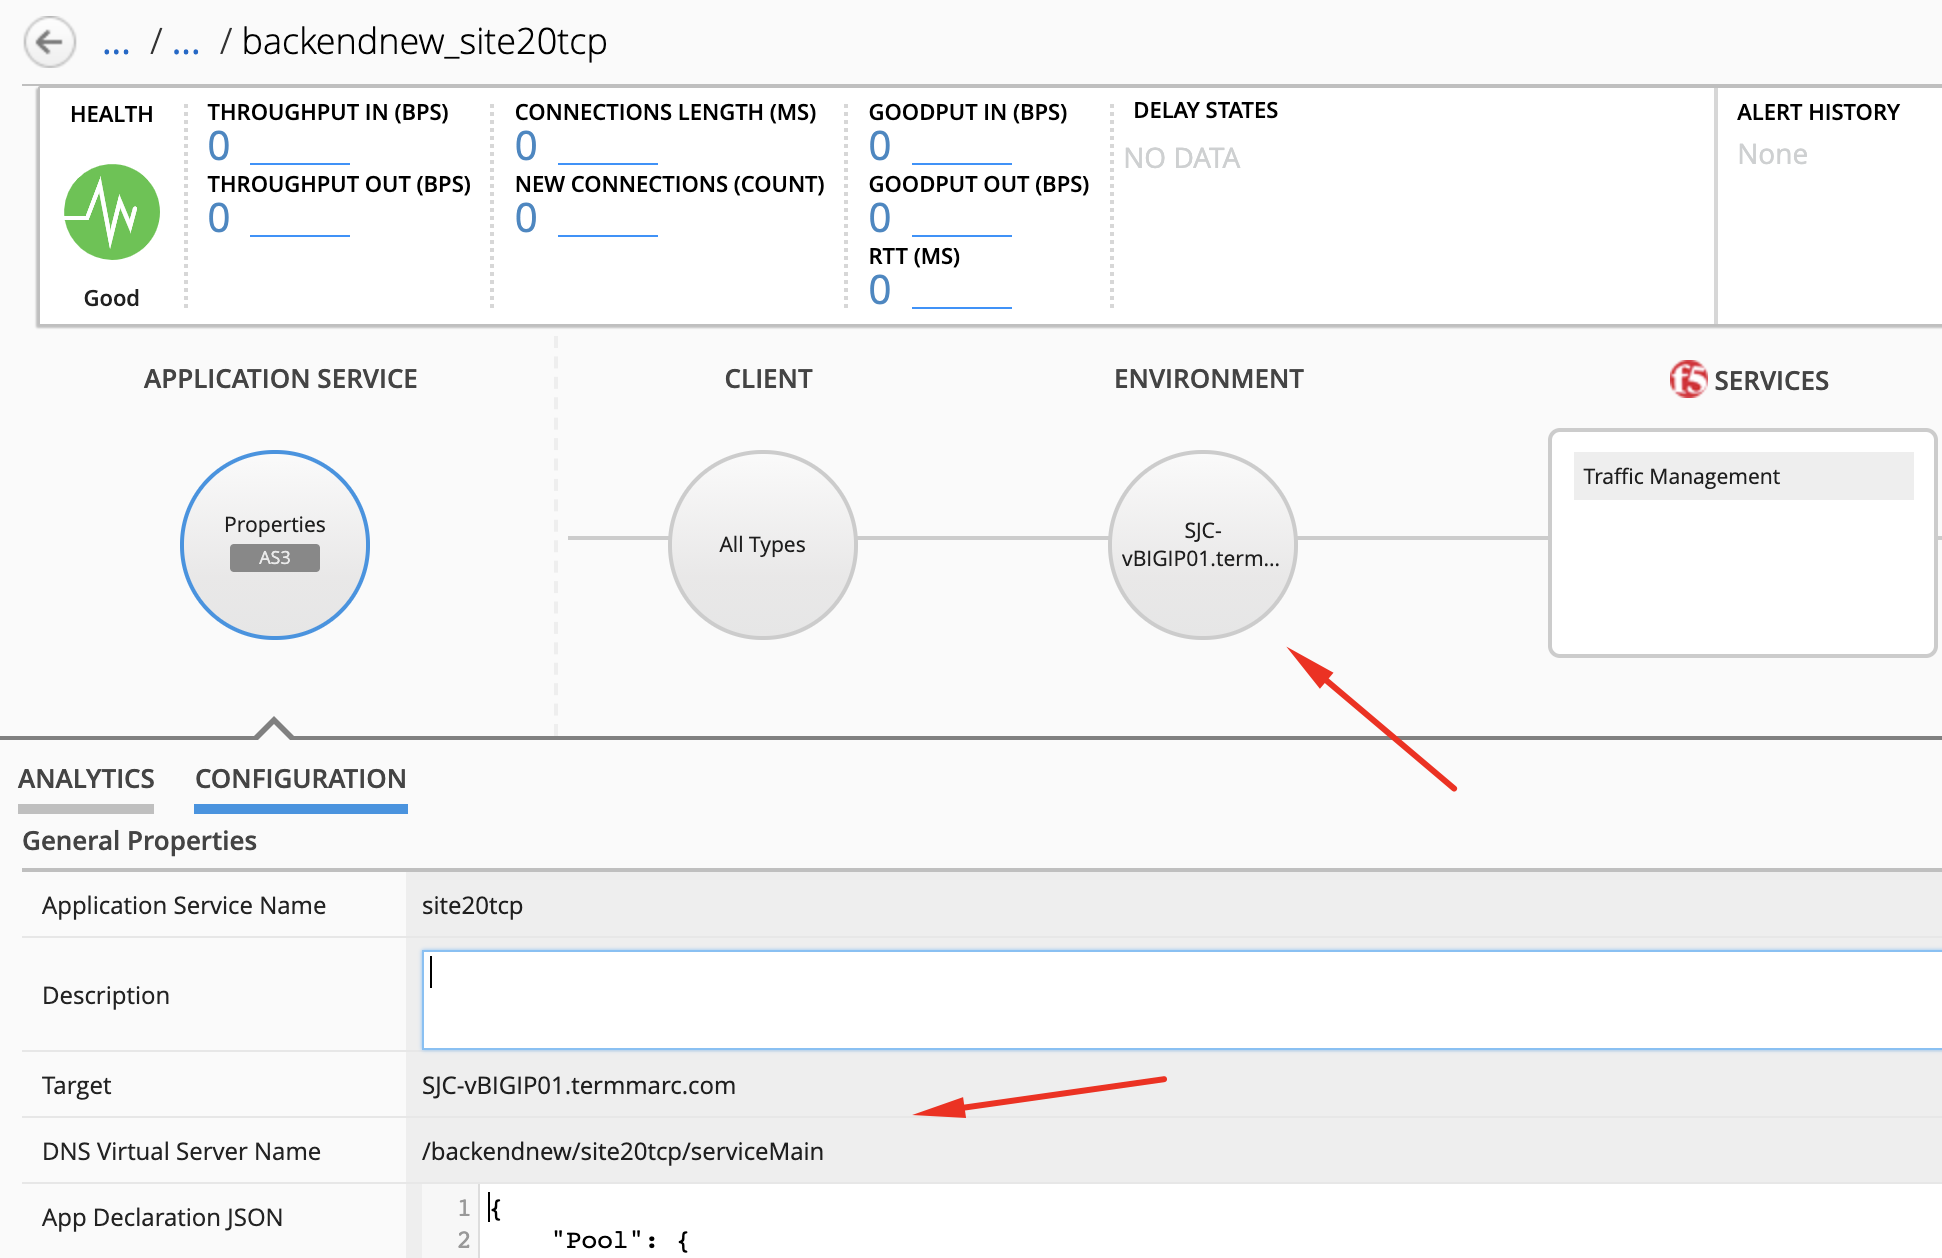 ... / ... / backendnew_site20tcp
HEALTH
Good
THROUGHPUT IN (BPS)
0
THROUGHPUT OUT (BPS)
0
CONNECTIONS LENGTH (MS)
0
NEW CONNECTIONS (COUNT)
0
GOODPUT IN (BPS)
0
GOODPUT OUT (BPS)
0
RTT (MS)
0
DELAY STATES
NO DATA
ALERT HISTORY
None
APPLICATION SERVICE
CLIENT
ENVIRONMENT
f5 SERVICES
Properties
AS3
All Types
SJC-
vBIGIP01.term...
Traffic Management
ANALYTICS
CONFIGURATION
General Properties
Application Service Name
site20tcp
Description
Target
SJC-vBIGIP01.termmarc.com
DNS Virtual Server Name
/backendnew/site20tcp/serviceMain
App Declaration JSON
1 {
2 "Pool": {